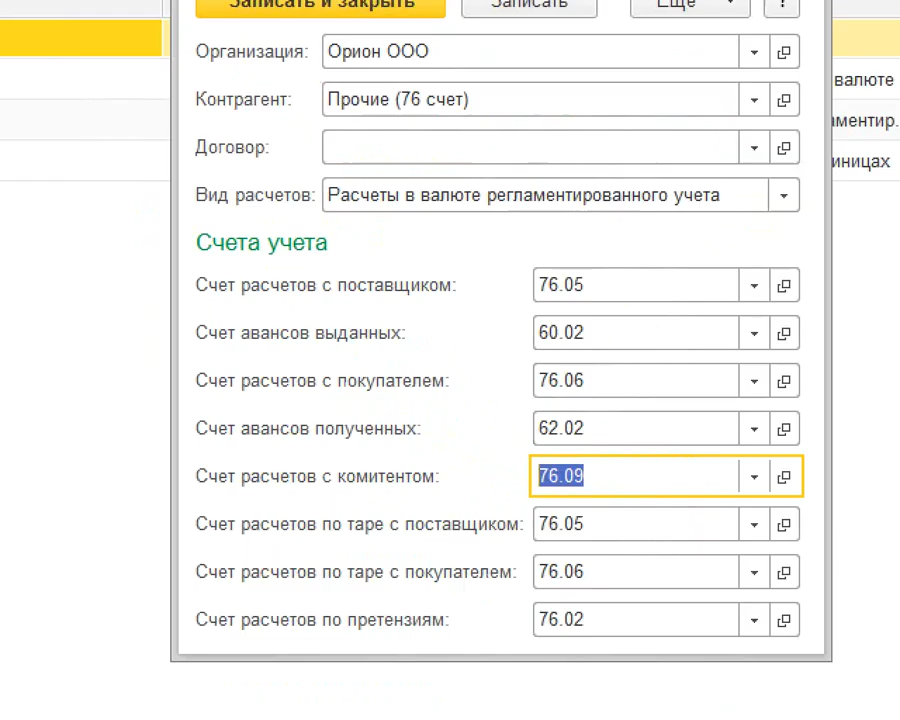 Записать и закрыть Записать Еще ?
Организация: Орион ООО
валюте
Контрагент: Прочие (76 счет)
Договор:
Вид расчетов: Расчеты в валюте регламентированного учета
Счета учета
Счет расчетов с поставщиком: 76.05
Счет авансов выданных: 60.02
Счет расчетов с покупателем: 76.06
Счет авансов полученных: 62.02
Счет расчетов с комитентом: 76.09
Счет расчетов по таре с поставщиком: 76.05
Счет расчетов по таре с покупателем: 76.06
Счет расчетов по претензиям: 76.02